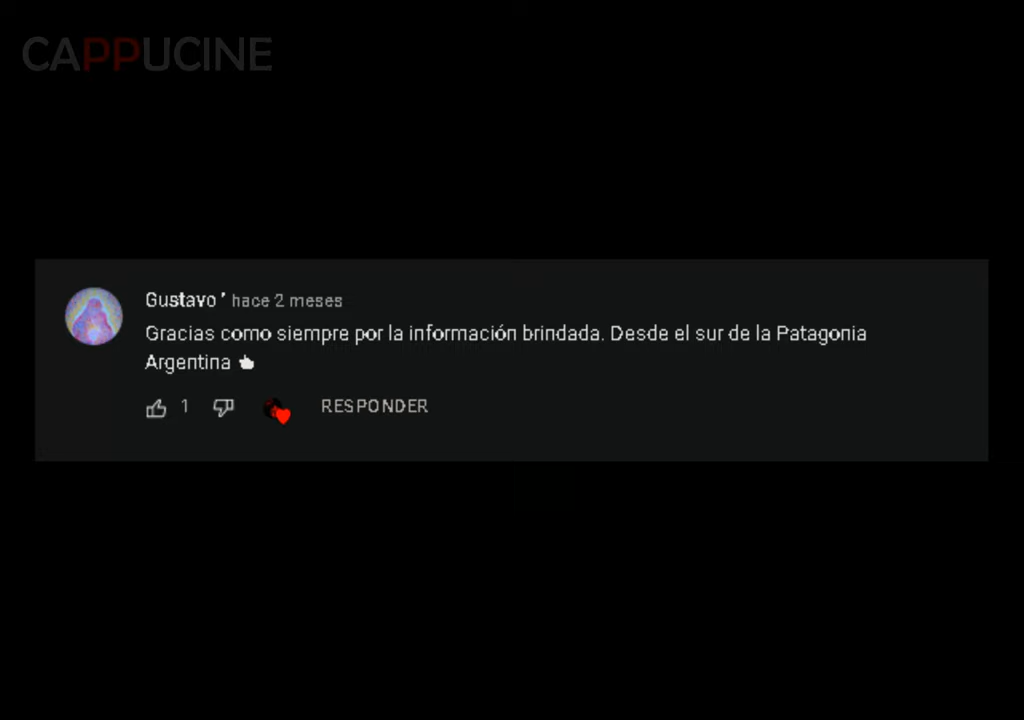 CAPPUCINE
Gustavo ' hace 2 meses
Gracias como siempre por la información brindada. Desde el sur de la Patagonia
Argentina
1 RESPONDER